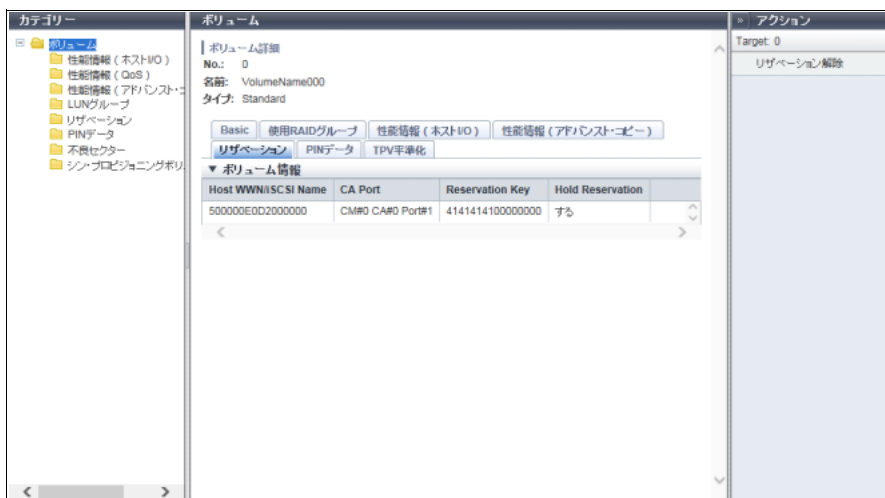 カテゴリー
ボリューム
性能情報 ( ホストI/O )
性能情報 ( QoS )
性能情報 ( アドバンスト・コ
LUNグループ
リザベーション
PINデータ
不良セクター
シン・プロビジョニングボリ
ボリューム
ボリューム詳細
No.: 0
名前: VolumeName000
タイプ: Standard
Basic 使用RAIDグループ 性能情報 ( ホストI/O ) 性能情報 ( アドバンスト・コピー )
リザベーション PINデータ TPV平準化
▼ ボリューム情報
Host WWN/iSCSI Name CA Port Reservation Key Hold Reservation
500000E0D2000000 CM#0 CA#0 Port#1 4141414100000000 する
» アクション
Target: 0
リザベーション解除